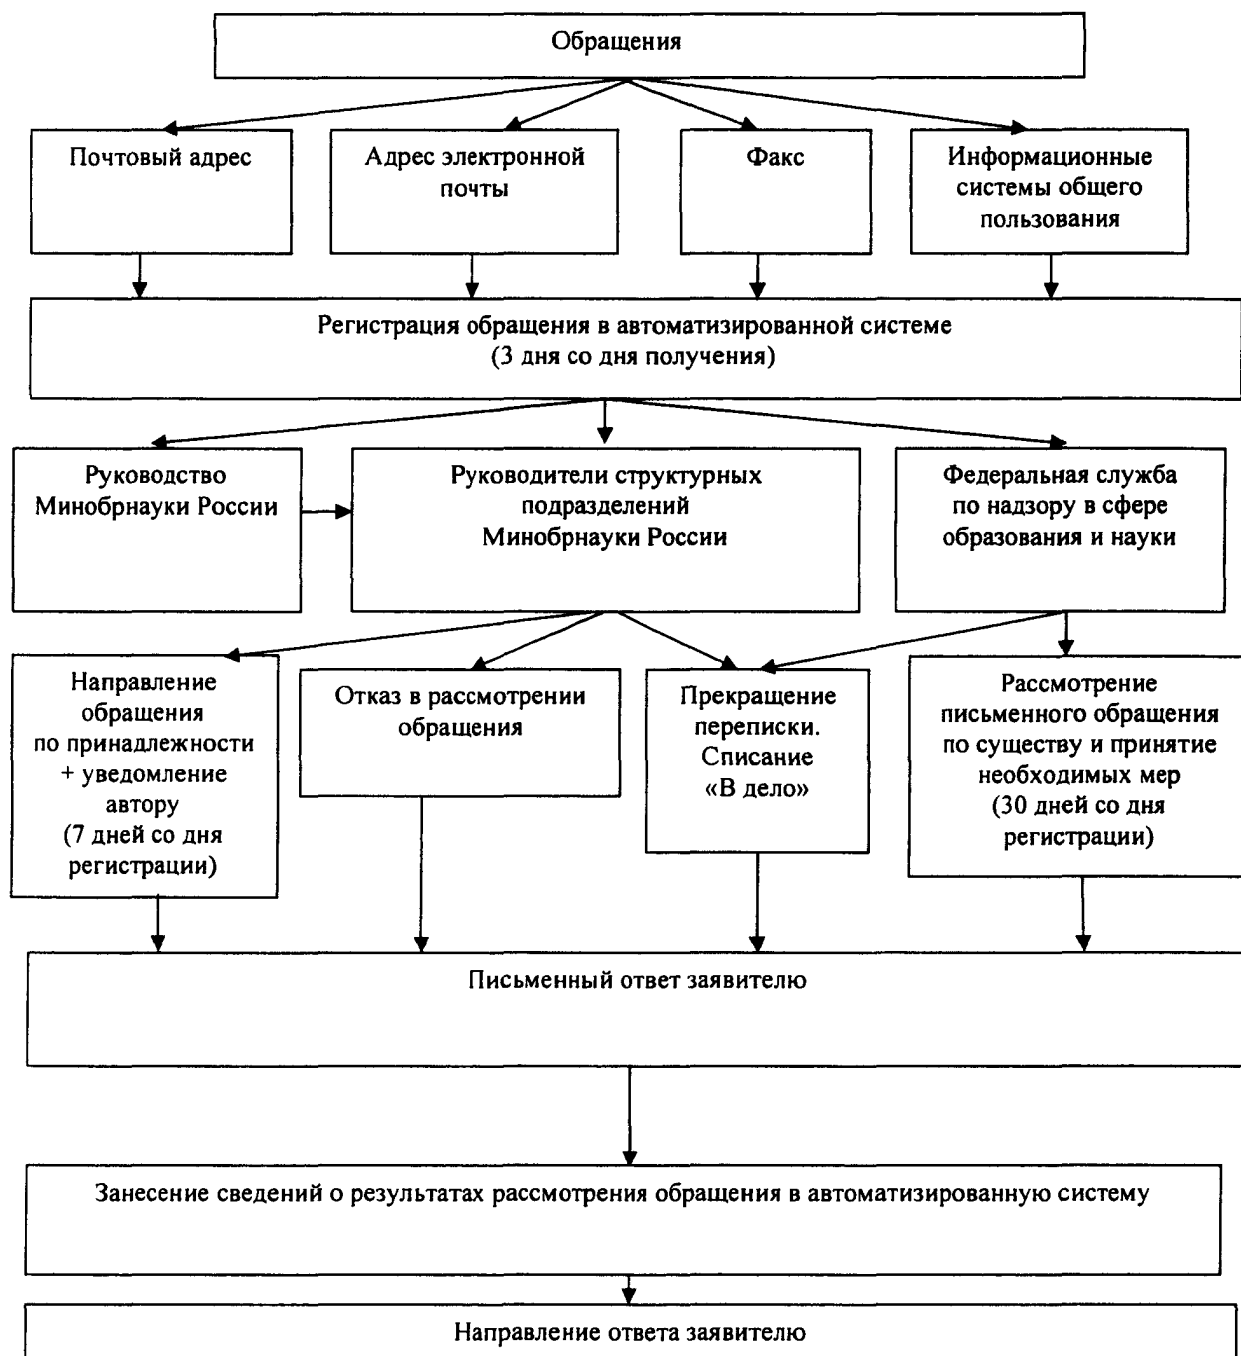 Обращения
Почтовый адрес
Адрес электронной
почты
Факс
Информационные
системы общего
пользования
Регистрация обращения в автоматизированной системе
(3 дня со дня получения)
Руководство
Минобрнауки России
Руководители структурных
подразделений
Минобрнауки России
Федеральная служба
по надзору в сфере
образования и науки
Направление
обращения
по принадлежности
+ уведомление
автору
(7 дней со дня
регистрации)
Отказ в рассмотрении
обращения
Прекращение
переписки.
Списание
«В дело»
Рассмотрение
письменного обращения
по существу и принятие
необходимых мер
(30 дней со дня
регистрации)
Письменный ответ заявителю
Занесение сведений о результатах рассмотрения обращения в автоматизированную систему
Направление ответа заявителю